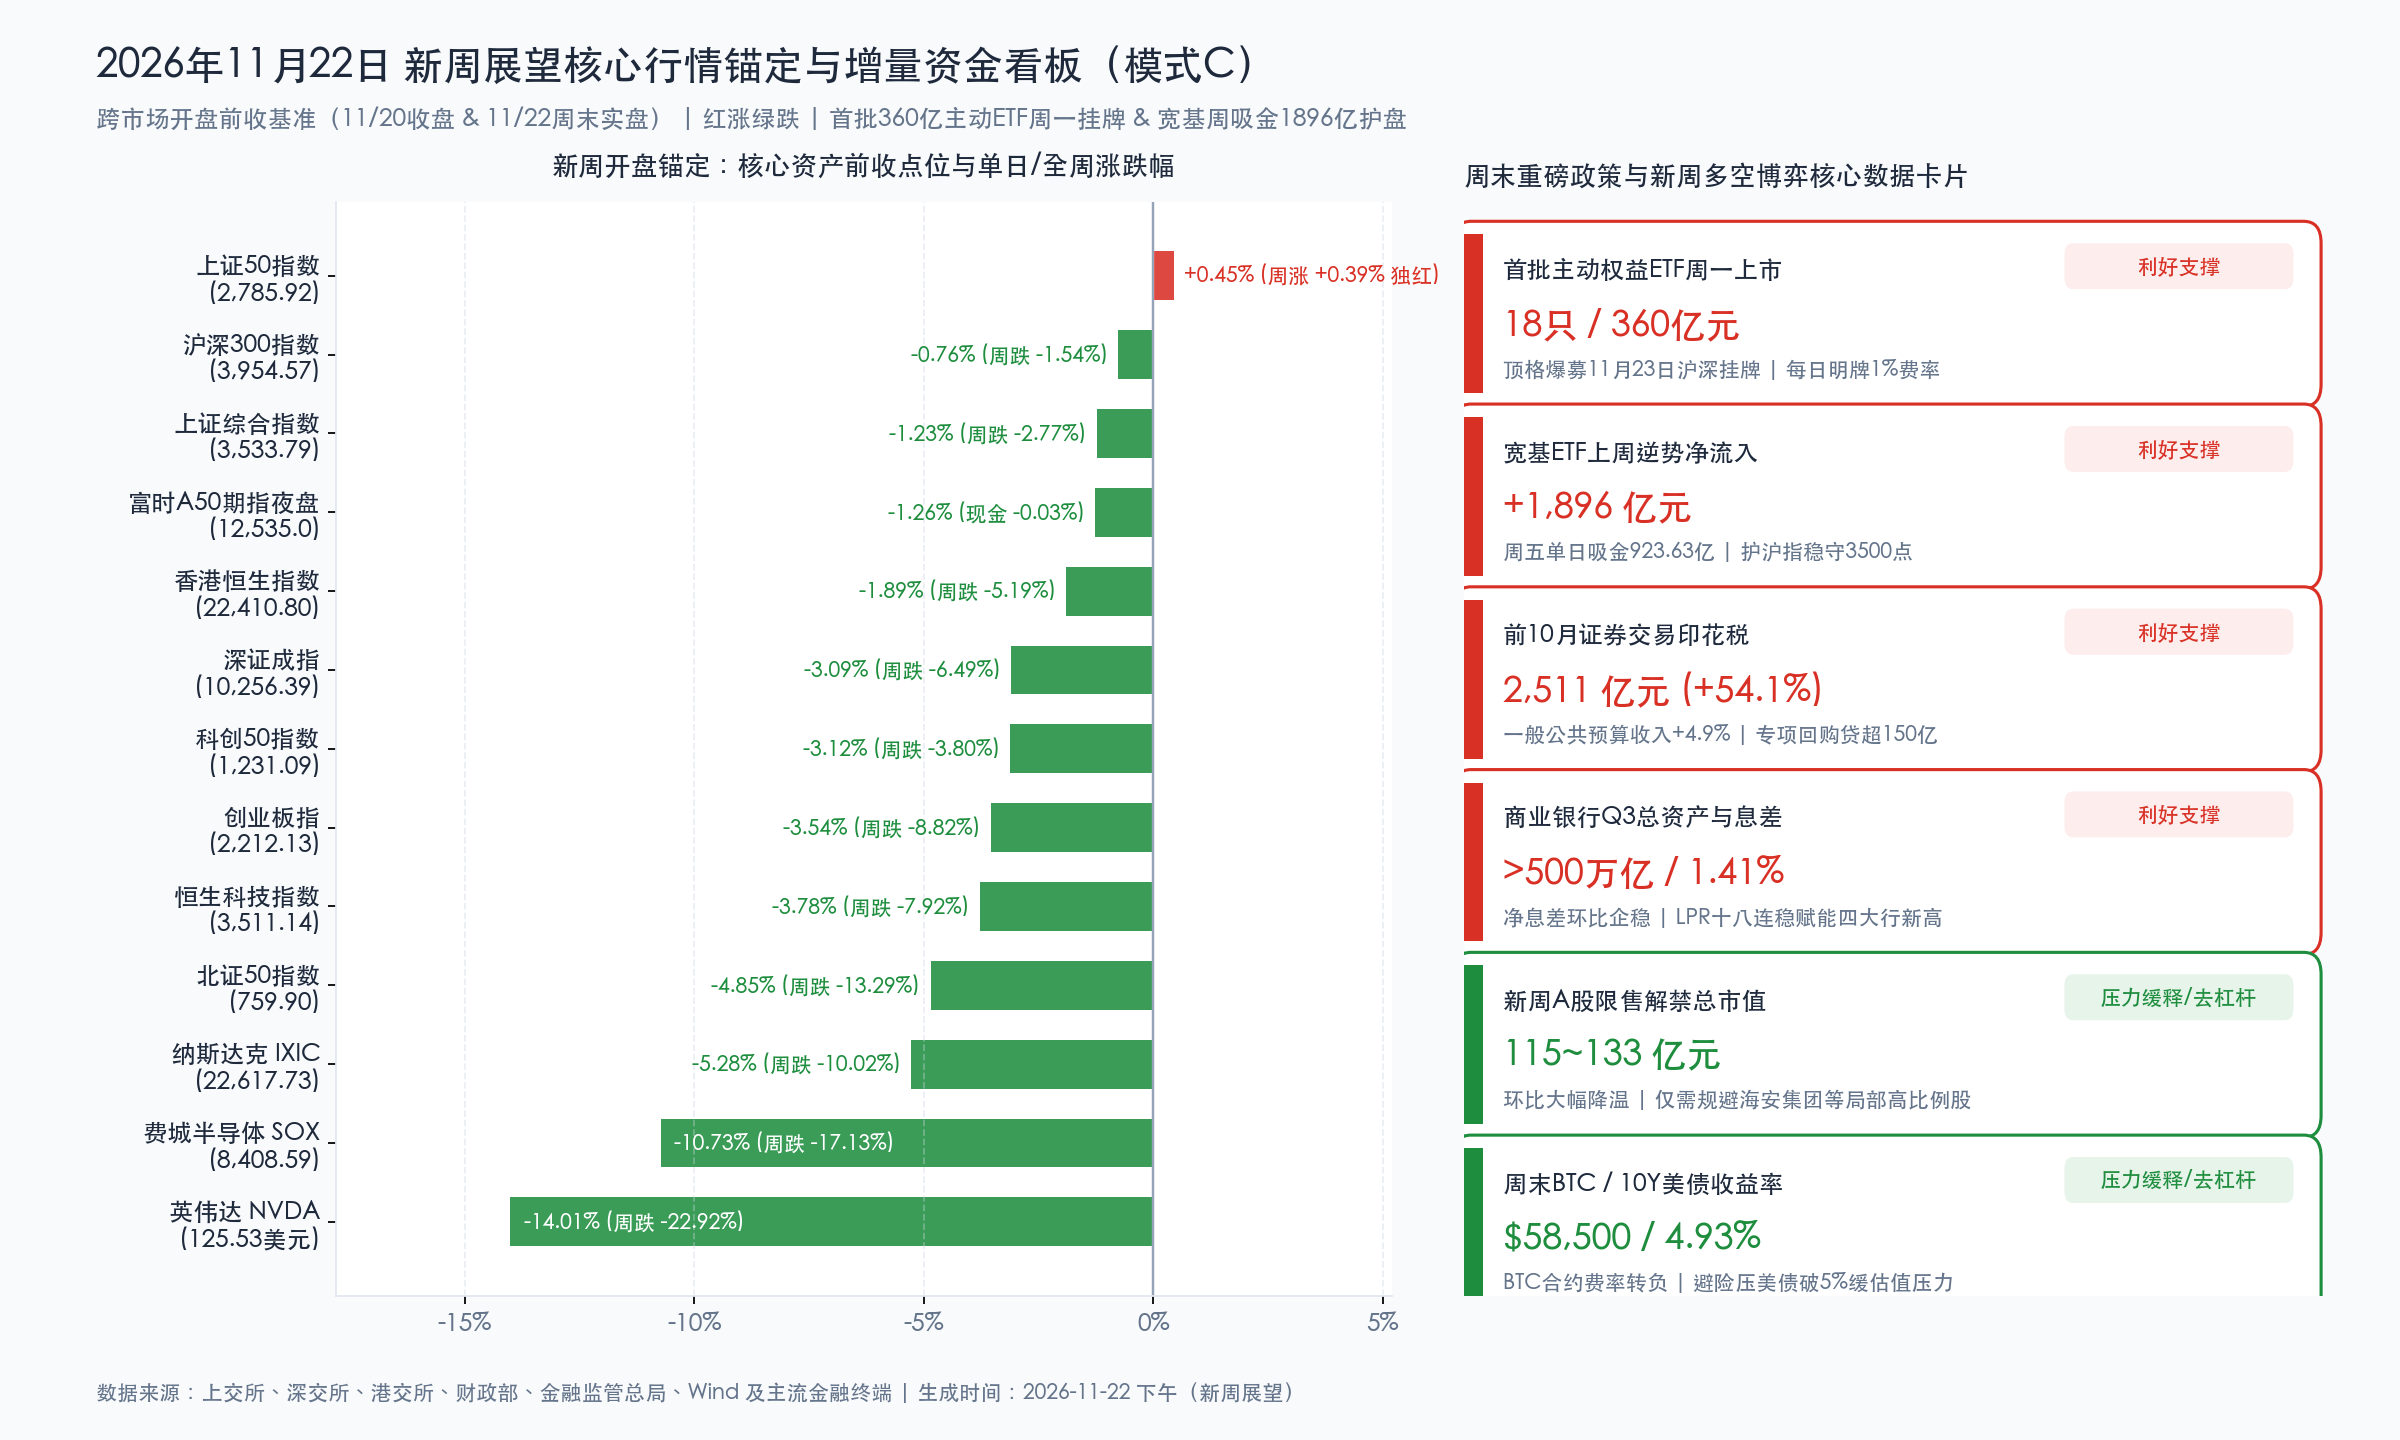 2026年11月22日 新周展望核心行情锚定与增量资金看板（模式C）
跨市场开盘前收基准（11/20收盘 & 11/22周末实盘） | 红涨绿跌 | 首批360亿主动ETF周一挂牌 & 宽基周吸金1896亿护盘
新周开盘锚定：核心资产前收点位与单日/全周涨跌幅
上证50指数
(2,785.92)
+0.45% (周涨 +0.39% 独红)
沪深300指数
(3,954.57)
-0.76% (周跌 -1.54%)
上证综合指数
(3,533.79)
-1.23% (周跌 -2.77%)
富时A50期指夜盘
(12,535.0)
-1.26% (现金 -0.03%)
香港恒生指数
(22,410.80)
-1.89% (周跌 -5.19%)
深证成指
(10,256.39)
-3.09% (周跌 -6.49%)
科创50指数
(1,231.09)
-3.12% (周跌 -3.80%)
创业板指
(2,212.13)
-3.54% (周跌 -8.82%)
恒生科技指数
(3,511.14)
-3.78% (周跌 -7.92%)
北证50指数
(759.90)
-4.85% (周跌 -13.29%)
纳斯达克 IXIC
(22,617.73)
-5.28% (周跌 -10.02%)
费城半导体 SOX
(8,408.59)
-10.73% (周跌 -17.13%)
英伟达 NVDA
(125.53美元)
-14.01% (周跌 -22.92%)
-15% -10% -5% 0% 5%
周末重磅政策与新周多空博弈核心数据卡片
首批主动权益ETF周一上市
利好支撑
18只 / 360亿元
顶格爆募11月23日沪深挂牌 | 每日明牌1%费率
宽基ETF上周逆势净流入
利好支撑
+1,896 亿元
周五单日吸金923.63亿 | 护沪指稳守3500点
前10月证券交易印花税
利好支撑
2,511 亿元 (+54.1%)
一般公共预算收入+4.9% | 专项回购贷超150亿
商业银行Q3总资产与息差
利好支撑
>500万亿 / 1.41%
净息差环比企稳 | LPR十八连稳赋能四大行新高
新周A股限售解禁总市值
压力缓释/去杠杆
115~133 亿元
环比大幅降温 | 仅需规避海安集团等局部高比例股
周末BTC / 10Y美债收益率
压力缓释/去杠杆
$58,500 / 4.93%
BTC合约费率转负 | 避险压美债破5%缓估值压力
数据来源：上交所、深交所、港交所、财政部、金融监管总局、Wind 及主流金融终端 | 生成时间：2026-11-22 下午（新周展望）